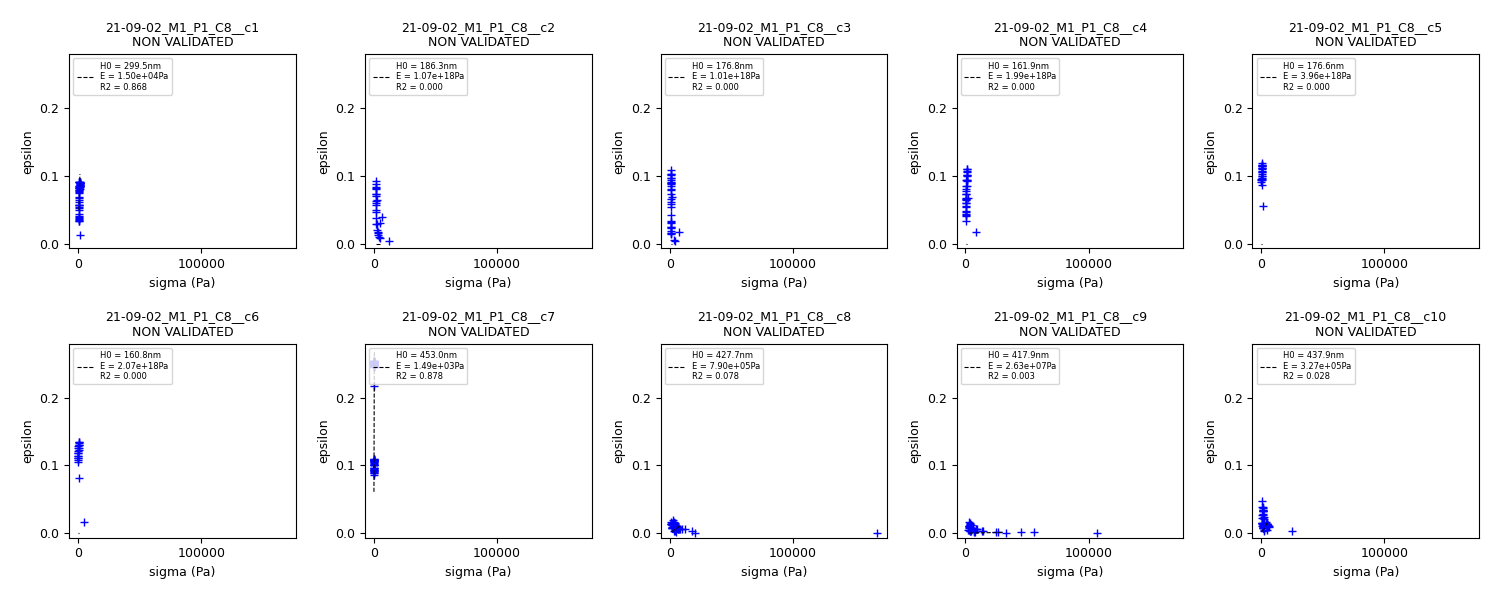 21-09-02_M1_P1_C8__c1
NON VALIDATED
H0 = 299.5nm
E = 1.50e+04Pa
R2 = 0.868
0.2
0.1
0.0
epsilon
0
100000
sigma (Pa)
21-09-02_M1_P1_C8__c2
NON VALIDATED
H0 = 186.3nm
E = 1.07e+18Pa
R2 = 0.000
0.2
0.1
0.0
epsilon
0
100000
sigma (Pa)
21-09-02_M1_P1_C8__c3
NON VALIDATED
H0 = 176.8nm
E = 1.01e+18Pa
R2 = 0.000
0.2
0.1
0.0
epsilon
0
100000
sigma (Pa)
21-09-02_M1_P1_C8__c4
NON VALIDATED
H0 = 161.9nm
E = 1.99e+18Pa
R2 = 0.000
0.2
0.1
0.0
epsilon
0
100000
sigma (Pa)
21-09-02_M1_P1_C8__c5
NON VALIDATED
H0 = 176.6nm
E = 3.96e+18Pa
R2 = 0.000
0.2
0.1
0.0
epsilon
0
100000
sigma (Pa)
21-09-02_M1_P1_C8__c6
NON VALIDATED
H0 = 160.8nm
E = 2.07e+18Pa
R2 = 0.000
0.2
0.1
0.0
epsilon
0
100000
sigma (Pa)
21-09-02_M1_P1_C8__c7
NON VALIDATED
H0 = 453.0nm
E = 1.49e+03Pa
R2 = 0.878
0.2
0.1
0.0
epsilon
0
100000
sigma (Pa)
21-09-02_M1_P1_C8__c8
NON VALIDATED
H0 = 427.7nm
E = 7.90e+05Pa
R2 = 0.078
0.2
0.1
0.0
epsilon
0
100000
sigma (Pa)
21-09-02_M1_P1_C8__c9
NON VALIDATED
H0 = 417.9nm
E = 2.63e+07Pa
R2 = 0.003
0.2
0.1
0.0
epsilon
0
100000
sigma (Pa)
21-09-02_M1_P1_C8__c10
NON VALIDATED
H0 = 437.9nm
E = 3.27e+05Pa
R2 = 0.028
0.2
0.1
0.0
epsilon
0
100000
sigma (Pa)